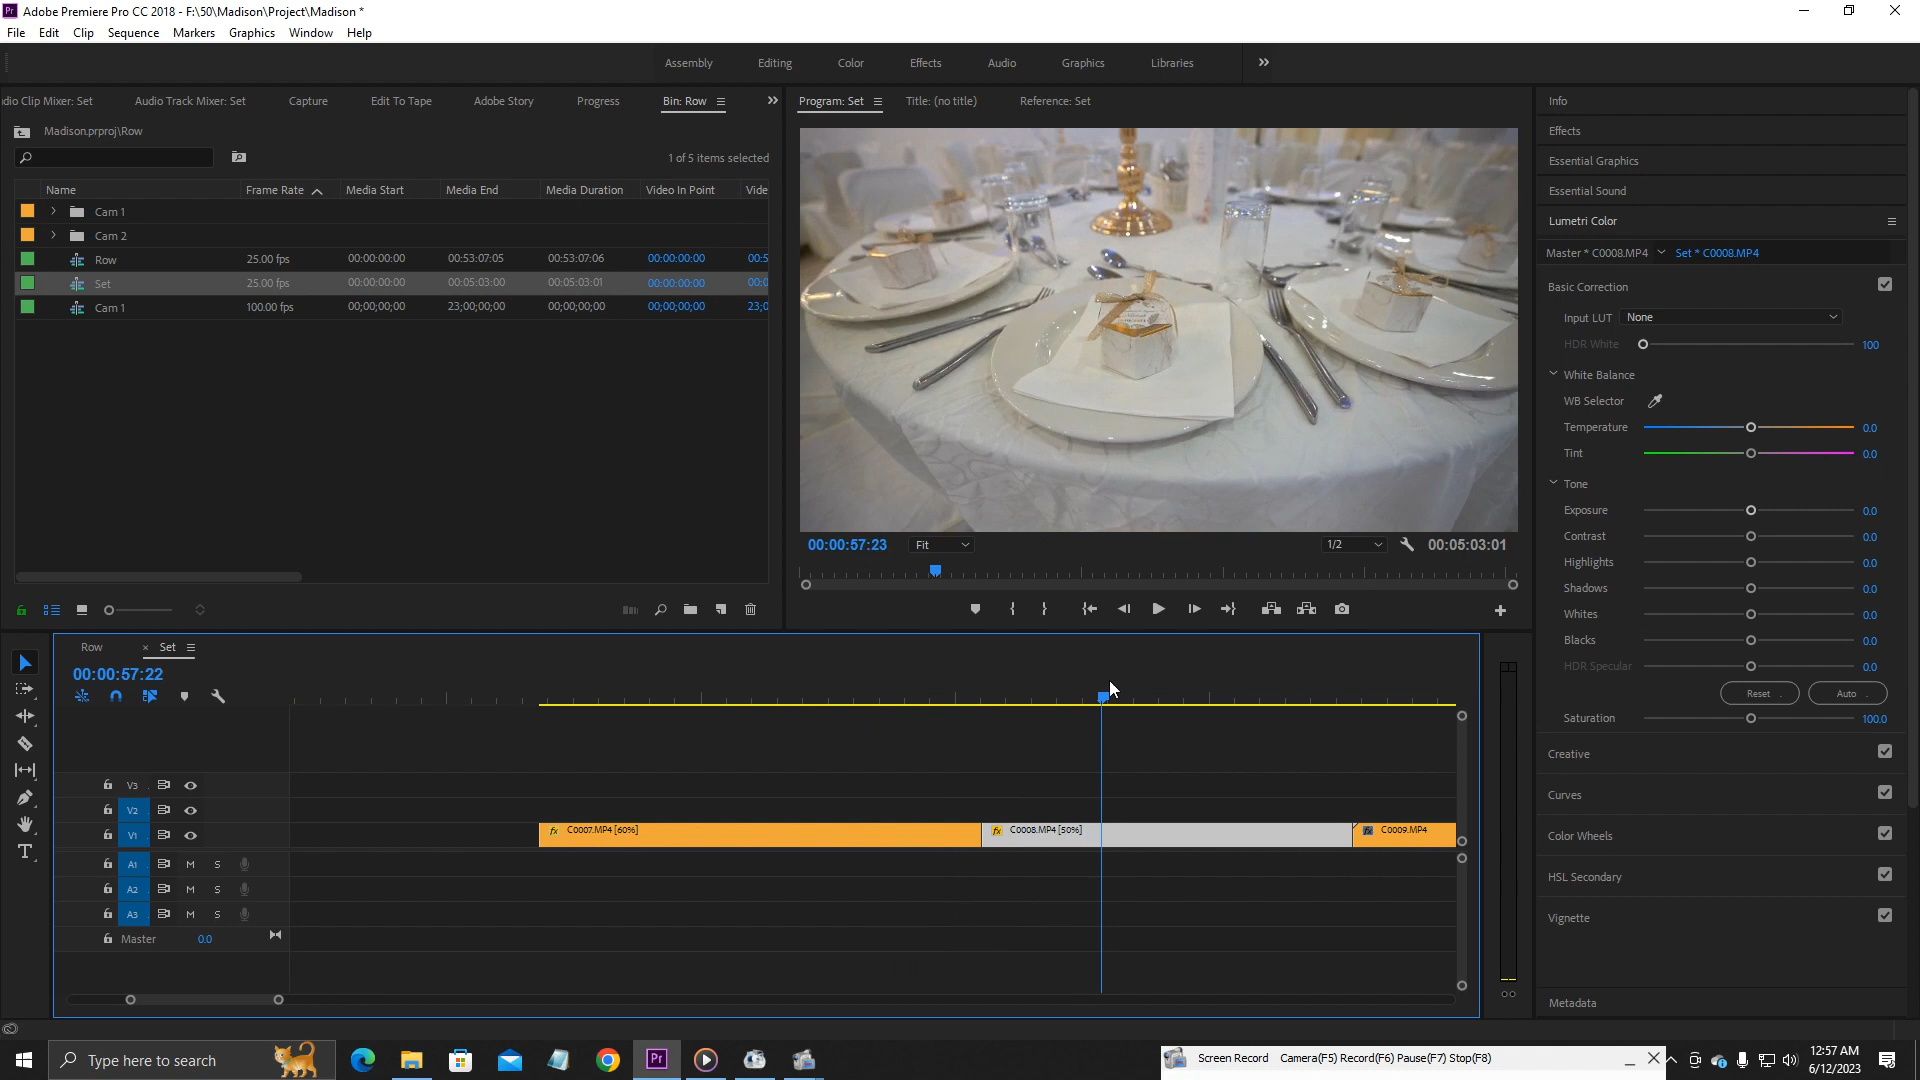 Adobe Premiere Pro CC 2018 - F:\50\Madison\Project\Madison *
File Edit Clip Sequence Markers Graphics Window Help
Assembly Editing Color Effects Audio Graphics Libraries
dio Clip Mixer: Set Audio Track Mixer: Set Capture Edit To Tape Adobe Story Progress Bin: Row
Program: Set Title: (no title) Reference: Set
Info
Madison.prproj\Row
Effects
1 of 5 items selected
Essential Graphics
Name Frame Rate Media Start Media End Media Duration Video In Point Vide
Essential Sound
Cam 1
Lumetri Color
Cam 2
Row 25.00 fps 00:00:00:00 00:53:07:05 00:53:07:06 00:00:00:00 00:5
Set 25.00 fps 00:00:00:00 00:05:03:00 00:05:03:01 00:00:00:00 00:0
Cam 1 100.00 fps 00;00;00;00 23;00;00;00 00;00;00;00 00;00;00;00 23;0
Master * C0008.MP4 Set * C0008.MP4
Basic Correction
Input LUT None
HDR White 100
White Balance
WB Selector
Temperature 0.0
Tint 0.0
Tone
Exposure 0.0
Contrast 0.0
Highlights 0.0
Shadows 0.0
Whites 0.0
Blacks 0.0
HDR Specular 0.0
Reset Auto
Saturation 100.0
Creative
Curves
Color Wheels
HSL Secondary
Vignette
Metadata
00:00:57:23 Fit 1/2 00:05:03:01
Row × Set
00:00:57:22
V3
V2
V1
fx C0007.MP4 [60%] fx C0008.MP4 [50%] fx C0009.MP4
A1 M S
A2 M S
A3 M S
Master 0.0
Type here to search
Pr
Screen Record Camera(F5) Record(F6) Pause(F7) Stop(F8)
12:57 AM
6/12/2023